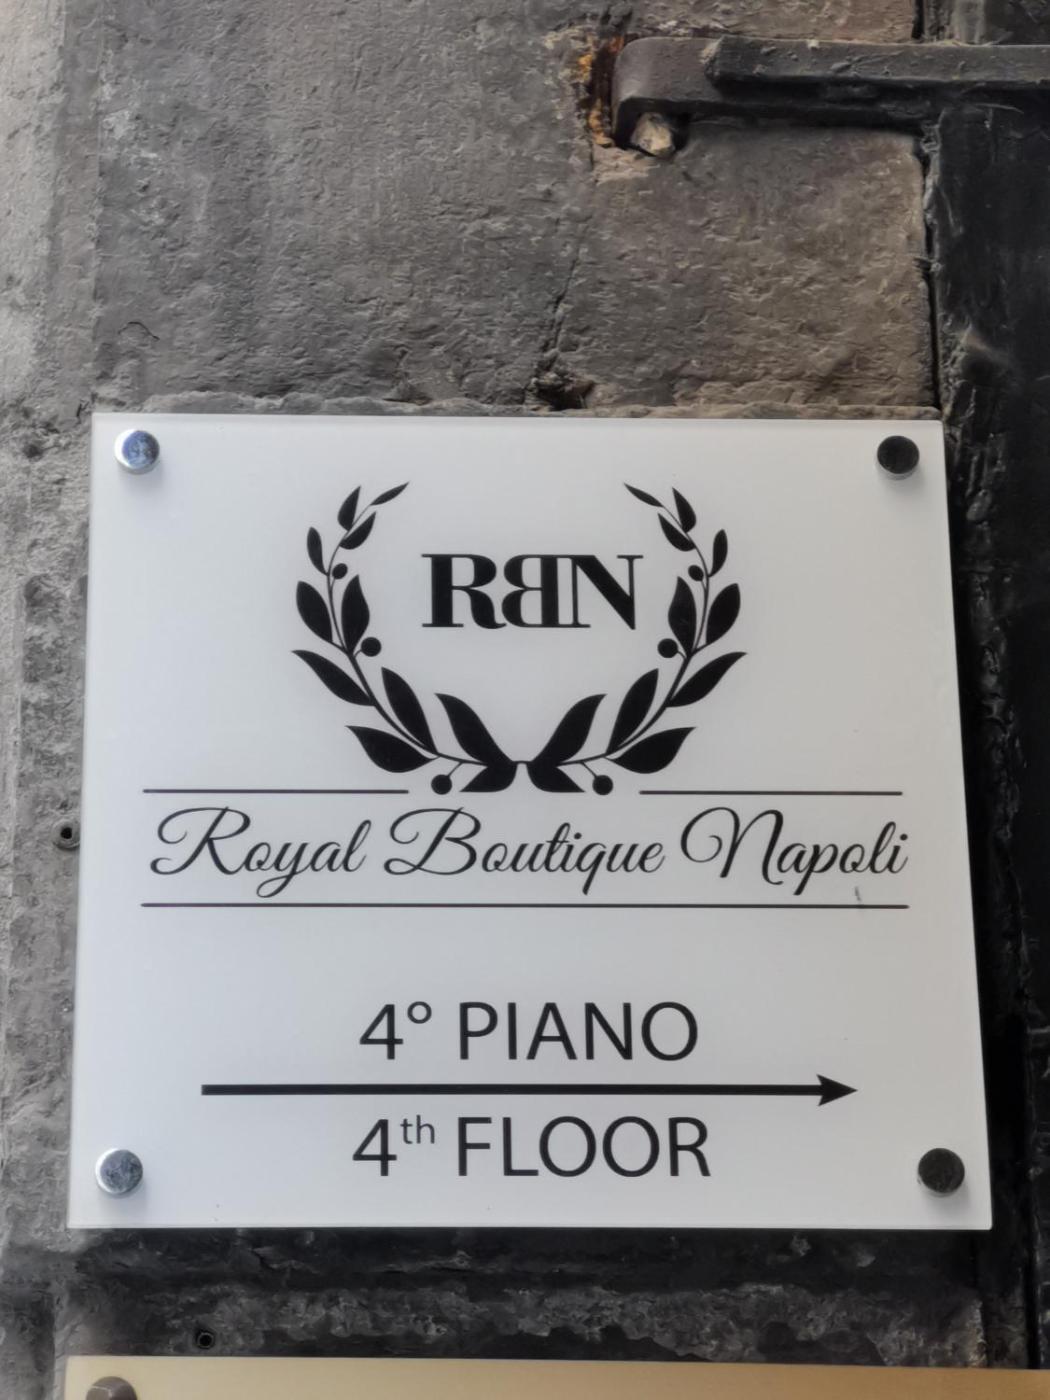 RBN
Royal Boutique Napoli
4° PIANO
4th FLOOR